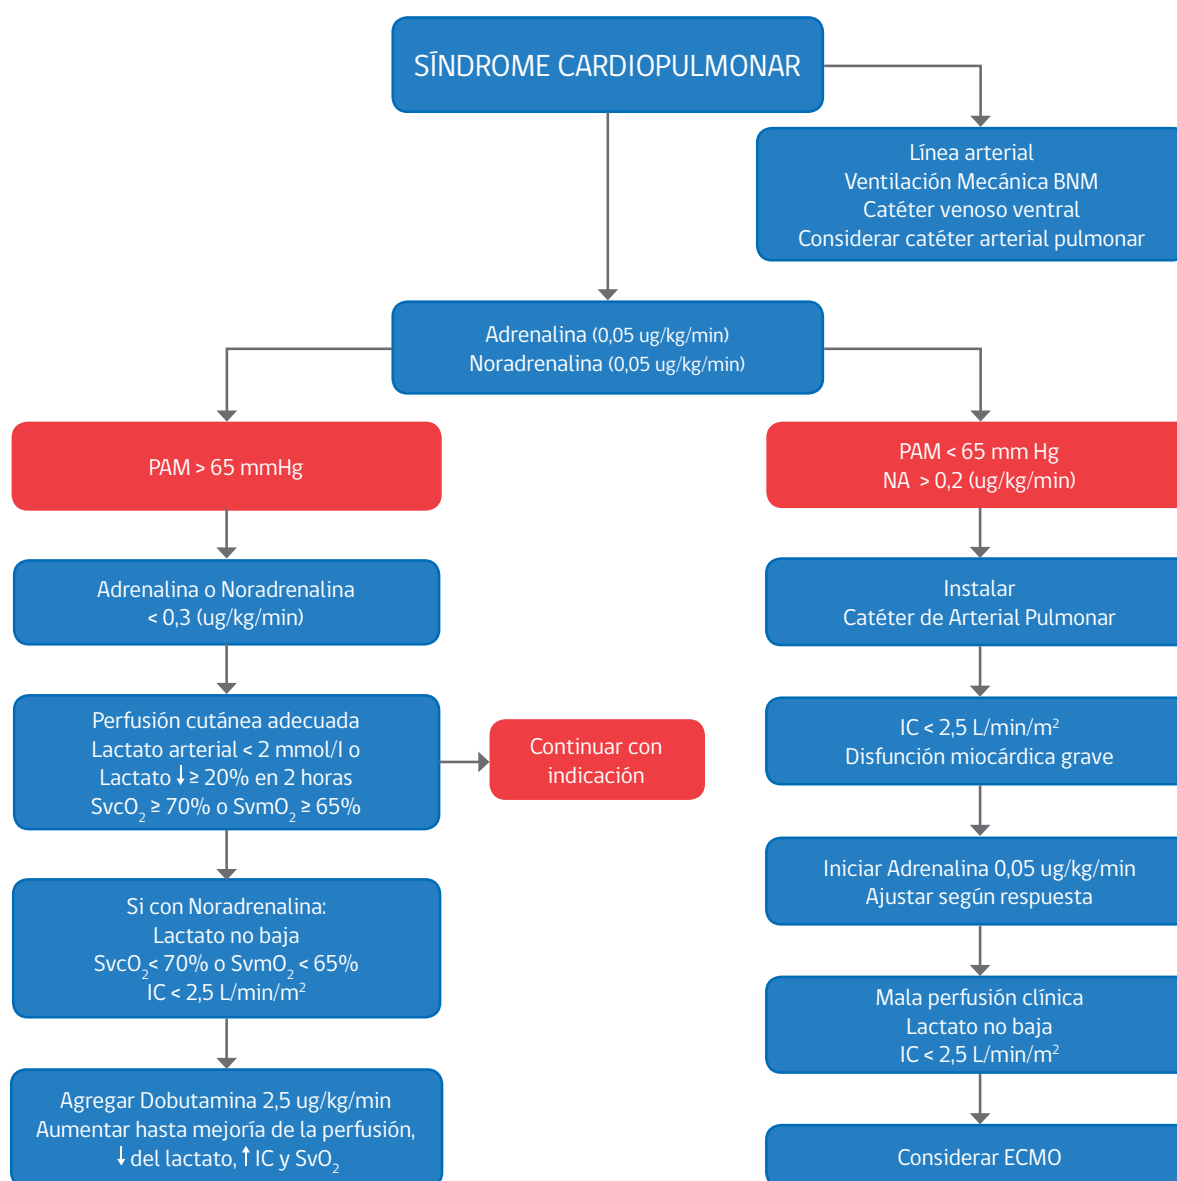 SÍNDROME CARDIOPULMONAR
Línea arterial
Ventilación Mecánica BNM
Catéter venoso ventral
Considerar catéter arterial pulmonar
Adrenalina (0,05 ug/kg/min)
Noradrenalina (0,05 ug/kg/min)
PAM > 65 mmHg
Adrenalina o Noradrenalina
< 0,3 (ug/kg/min)
Perfusión cutánea adecuada
Lactato arterial < 2 mmol/l o
Lactato ↓ ≥ 20% en 2 horas
SvcO₂ ≥ 70% o SvmO₂ ≥ 65%
Continuar con
indicación
Si con Noradrenalina:
Lactato no baja
SvcO₂< 70% o SvmO₂ < 65%
IC < 2,5 L/min/m²
Agregar Dobutamina 2,5 ug/kg/min
Aumentar hasta mejoría de la perfusión,
↓ del lactato, ↑ IC y SvO₂
PAM < 65 mm Hg
NA > 0,2 (ug/kg/min)
Instalar
Catéter de Arterial Pulmonar
IC < 2,5 L/min/m²
Disfunción miocárdica grave
Iniciar Adrenalina 0,05 ug/kg/min
Ajustar según respuesta
Mala perfusión clínica
Lactato no baja
IC < 2,5 L/min/m²
Considerar ECMO